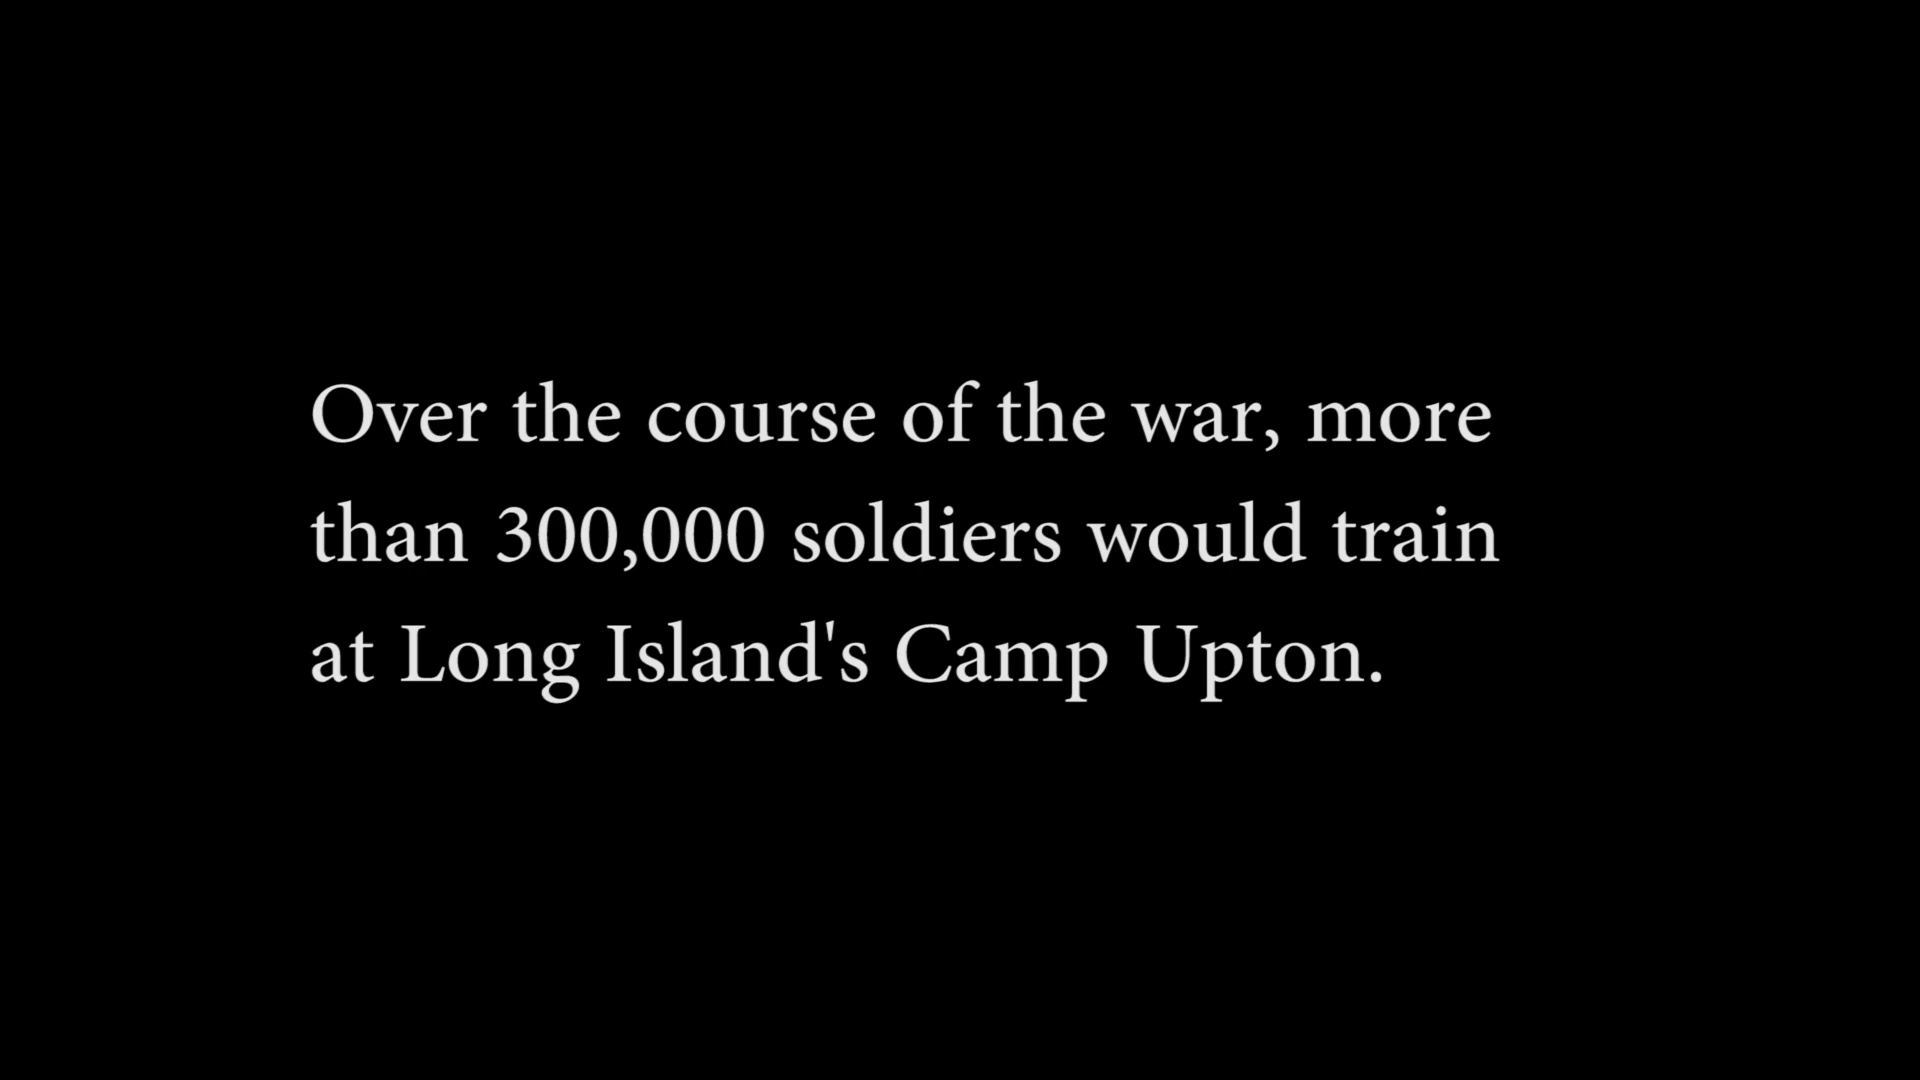 Over the course of the war, more
than 300,000 soldiers would train
at Long Island's Camp Upton.